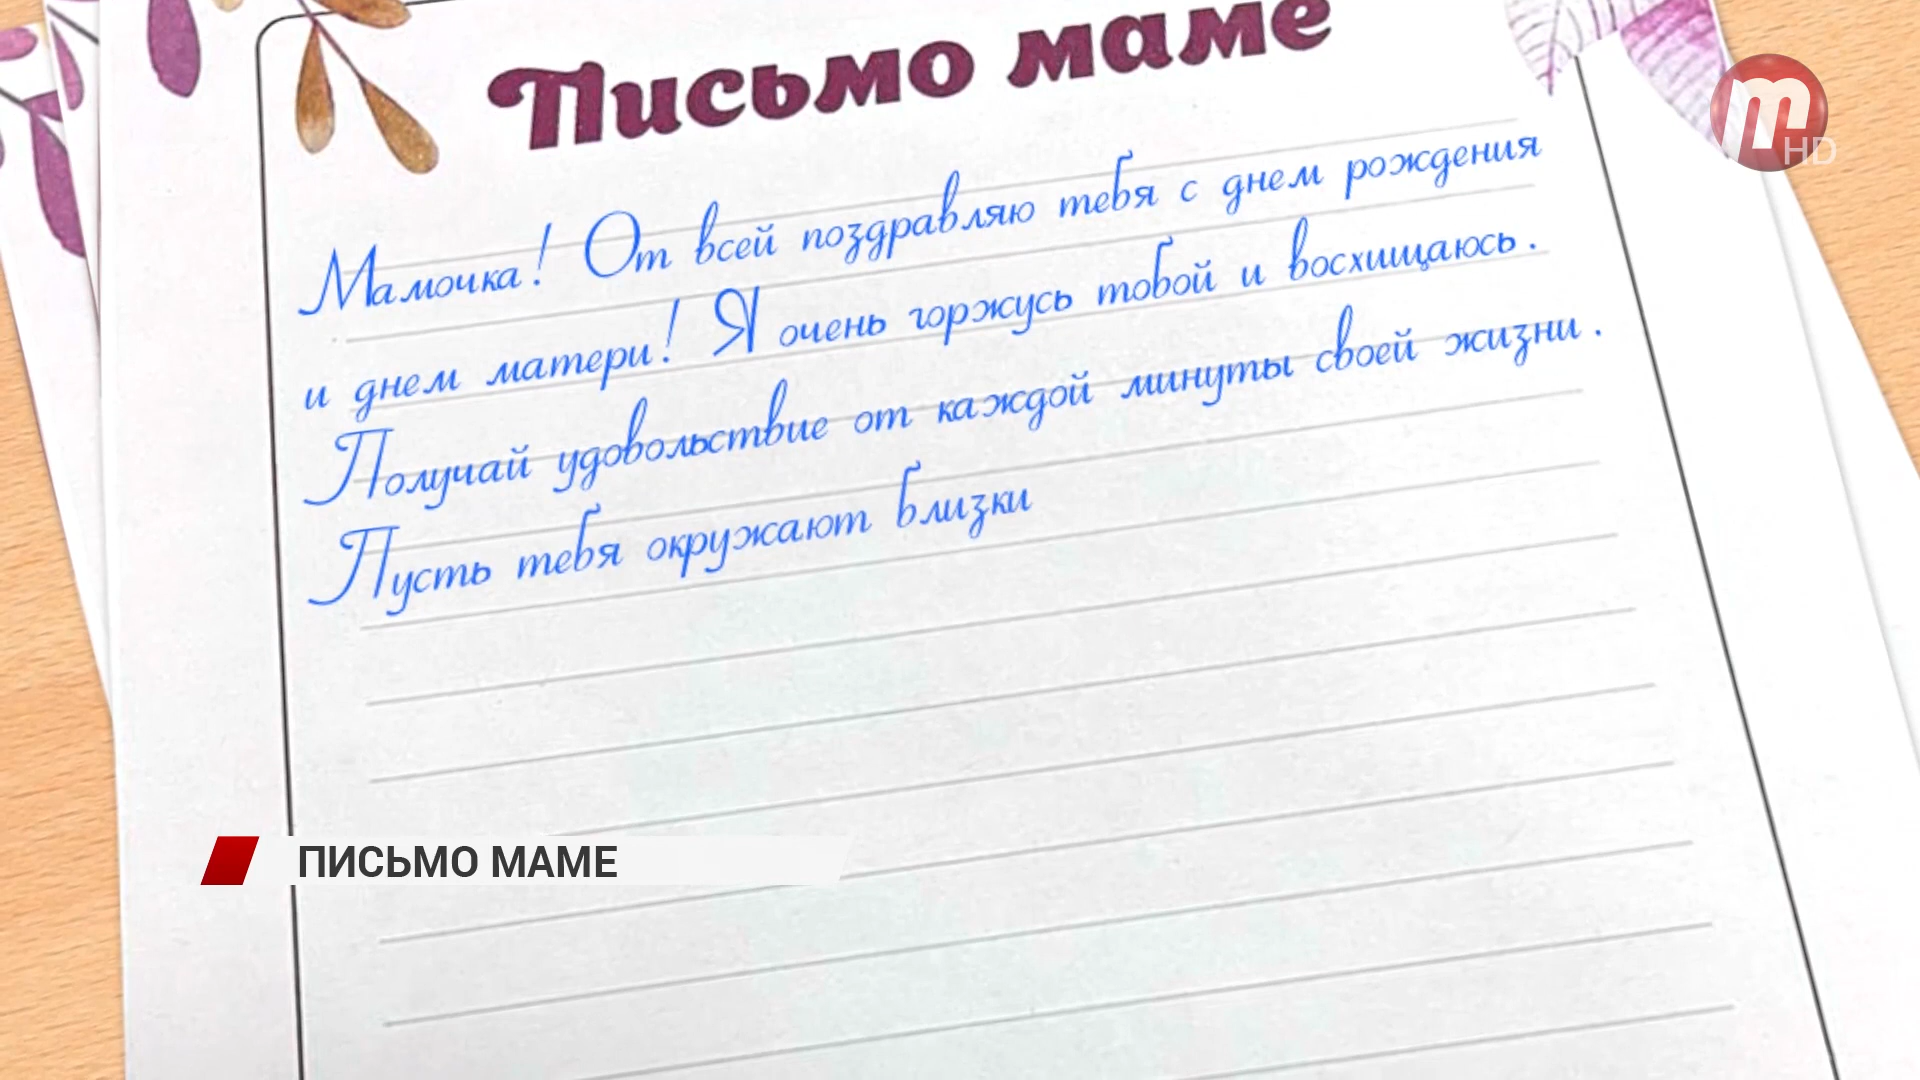 Письмо маме
m HD
Мамочка! От всей поздравляю тебя с днем рождения
и днем матери! Я очень горжусь тобой и восхищаюсь.
Получай удовольствие от каждой минуты своей жизни.
Пусть тебя окружают близки
ПИСЬМО МАМЕ